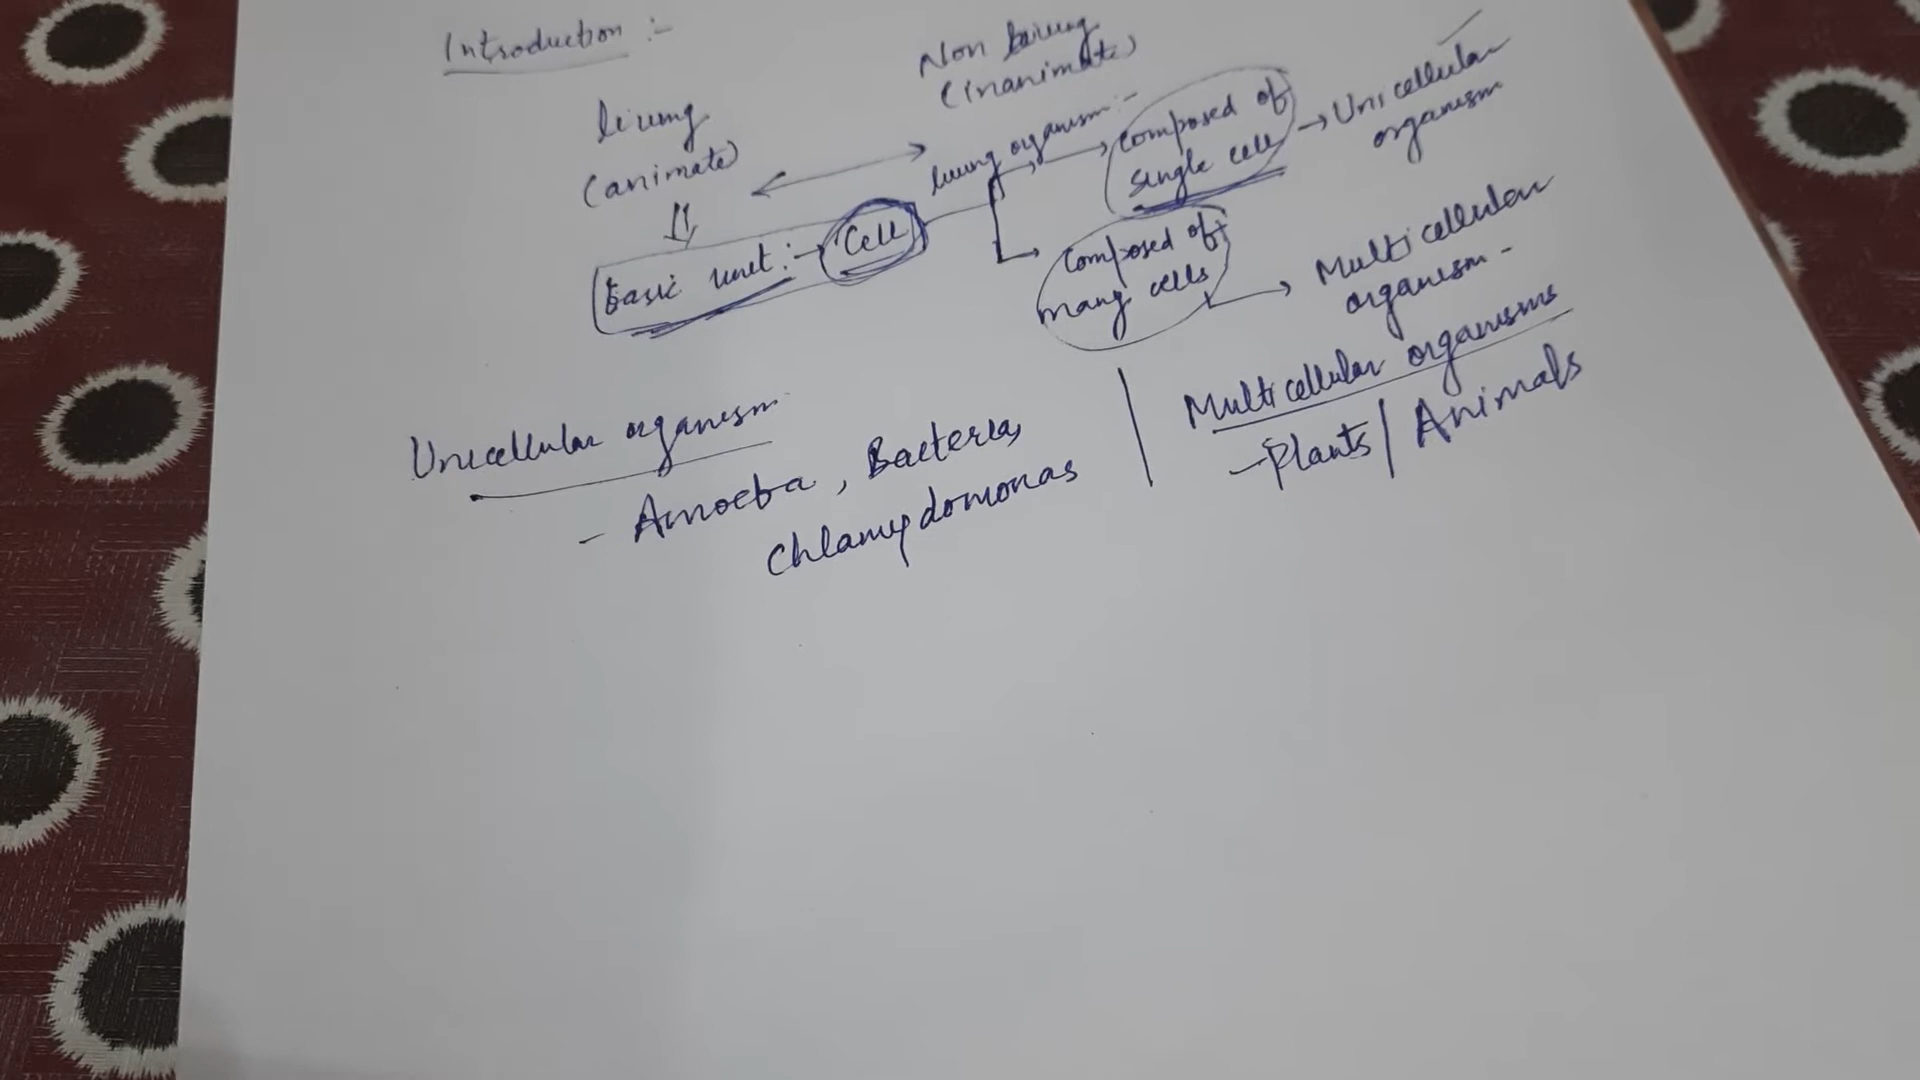 Introduction :-
living
(animate)
Non living
(inanimate)
Basic unit :- Cell
living organism :-
composed of
single cell
Unicellular
organism
composed of
many cells
Multicellular
organism -
Unicellular organism
- Amoeba, Bacteria,
Chlamydomonas
Multicellular organisms
- Plants / Animals